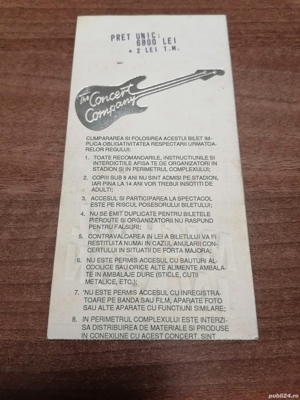 PRET UNIC:
6000 LEI
+ 2 LEI T.M.
The Concert
Company
CUMPARAREA SI FOLOSIREA ACESTUI BILET IM-
PLICA OBLIGATIVITATEA RESPECTARII URMATOA-
RELOR REGULI:
1. TOATE RECOMANDARILE, INSTRUCTIUNILE SI
INTERDICTIILE AFISATE DE ORGANIZATORI IN
STADION SI IN PERIMETRUL COMPLEXULUI;
2. COPIII SUB 8 ANI NU SINT ADMISI PE STADION,
IAR PINA LA 14 ANI VOR TREBUI INSOTITI DE
ADULTI;
3. ACCESUL SI PARTICIPAREA LA SPECTACOL
ESTE PE RISCUL POSESORULUI BILETULUI;
4. NU SE EMIT DUPLICATE PENTRU BILETELE
PIERDUTE SI ORGANIZATORII NU RASPUND
PENTRU FALSURI;
5. CONTRAVALOAREA IN LEI A BILETULUI VA FI
RESTITUITA NUMAI IN CAZUL ANULARII CON-
CERTULUI IN SITUATII DE FORTA MAJORA;
6. NU ESTE PERMIS ACCESUL CU BAUTURI AL-
COOLICE SAU ORICE ALTE ALIMENTE AMBALA-
TE IN AMBALAJE DURE (STICLE, CUTII
METALICE, ETC.);
7. NU ESTE PERMIS ACCESUL CU INREGISTRA-
TOARE PE BANDA SAU FILM, APARATE FOTO
SAU ALTE APARATE CU FUNCTIUNI SIMILARE;
8. IN PERIMETRUL COMPLEXULUI ESTE INTERZI-
SA DISTRIBUIREA DE MATERIALE SI PRODUSE
IN CONEXIUNE CU ACEST CONCERT. SINT
publi24.ro